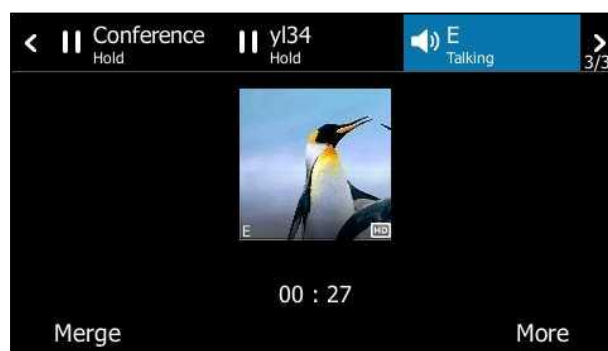 Conference
Hold
yl34
Hold
E
Talking
3/3
E
HD
00 : 27
Merge
More